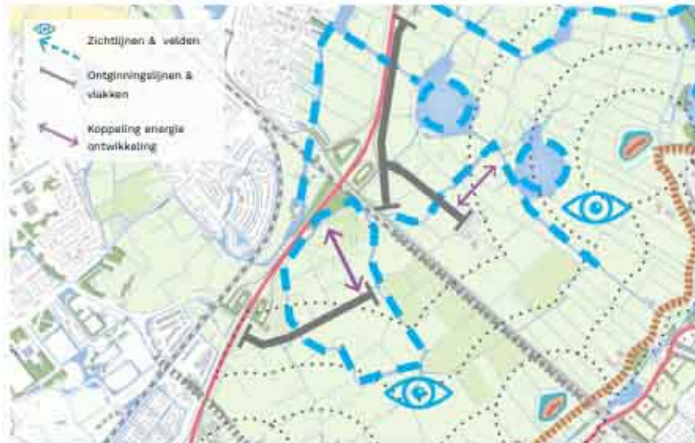 Zichtlijnen & velden
Ontginningslijnen &
vlakken
Koppeling energie
ontwikkeling